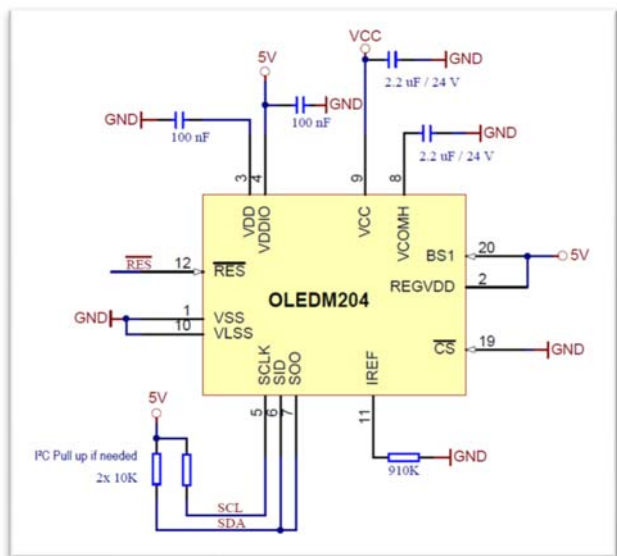 VCC
5V
GND
2.2 uF / 24 V
GND
100 nF
100 nF
GND
GND
2.2 uF / 24 V
3
4
9
8
VDD
VDDIO
VCC
VCOMH
BS1
20
5V
RES
12
RES
REGVDD
2
OLEDM204
GND
1
VSS
10
VLSS
CS
19
GND
SCLK
SID
SOO
IREF
5
6
7
11
5V
I²C Pull up if needed
2x 10K
910K
GND
SCL
SDA